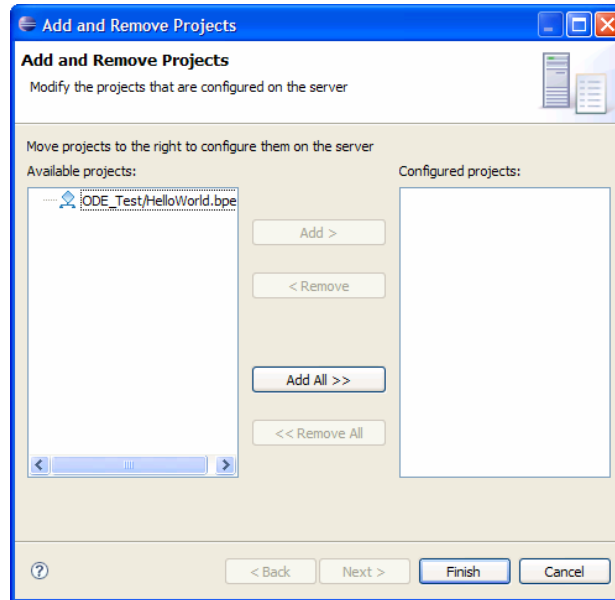 Add and Remove Projects
Add and Remove Projects
Modify the projects that are configured on the server
Move projects to the right to configure them on the server
Available projects:
Configured projects:
ODE_Test/HelloWorld.bpe
Add >
< Remove
Add All >>
<< Remove All
?
< Back
Next >
Finish
Cancel